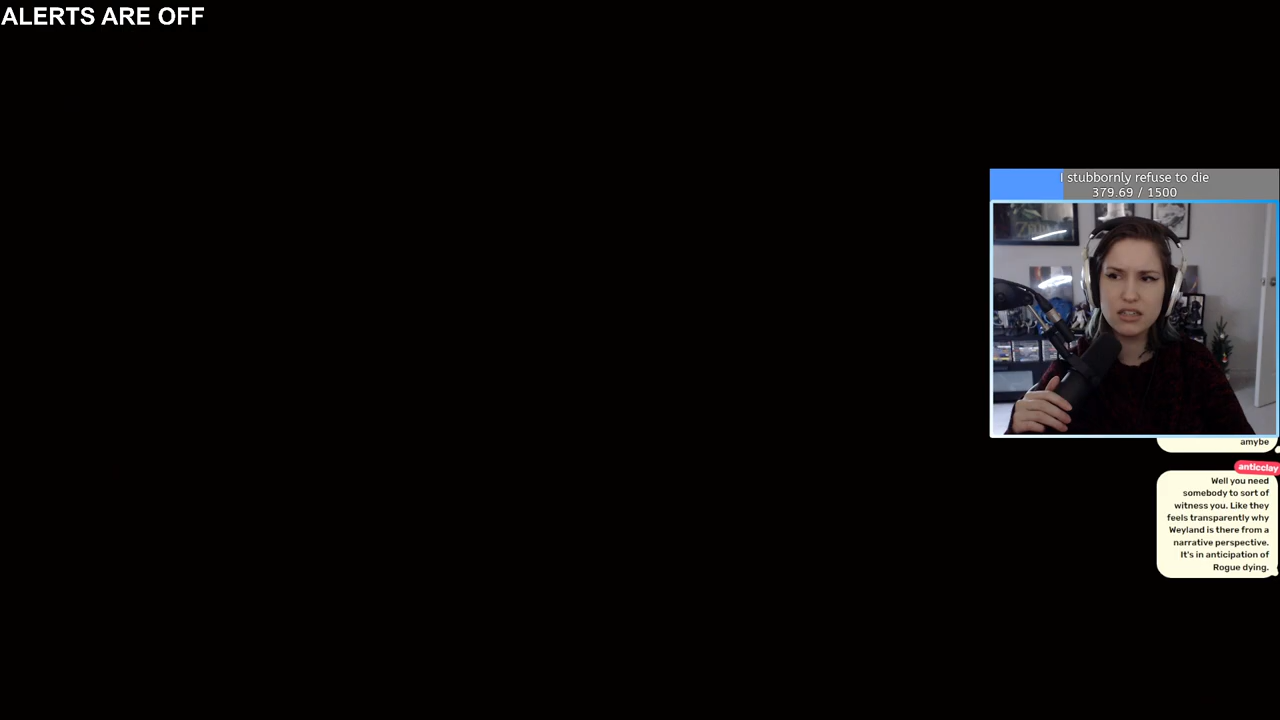 ALERTS ARE OFF
I stubbornly refuse to die
379.69 / 1500
amybe
anticclay
Well you need
somebody to sort of
witness you. Like they
feels transparently why
Weyland is there from a
narrative perspective.
It's in anticipation of
Rogue dying.